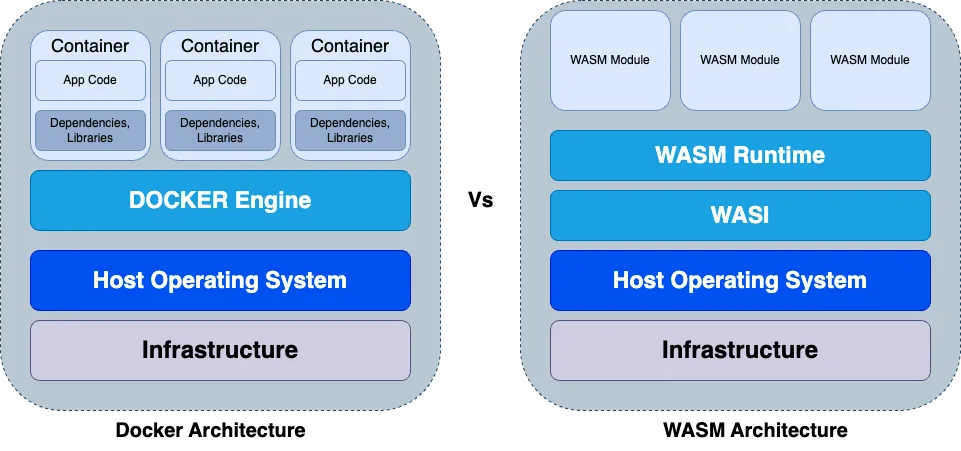 Container
App Code
Dependencies,
Libraries
Container
App Code
Dependencies,
Libraries
Container
App Code
Dependencies,
Libraries
DOCKER Engine
Host Operating System
Infrastructure
Docker Architecture
Vs
WASM Module
WASM Module
WASM Module
WASM Runtime
WASI
Host Operating System
Infrastructure
WASM Architecture